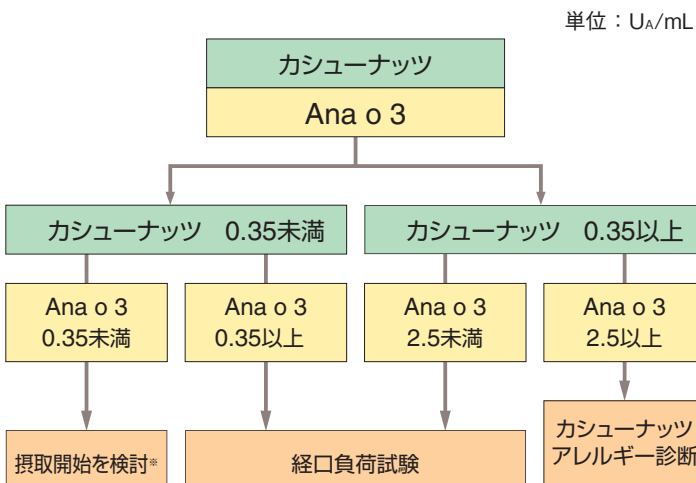 単位：UA/mL
カシューナッツ
Ana o 3
カシューナッツ 0.35未満
カシューナッツ 0.35以上
Ana o 3
0.35未満
Ana o 3
0.35以上
Ana o 3
2.5未満
Ana o 3
2.5以上
摂取開始を検討※
経口負荷試験
カシューナッツ
アレルギー診断